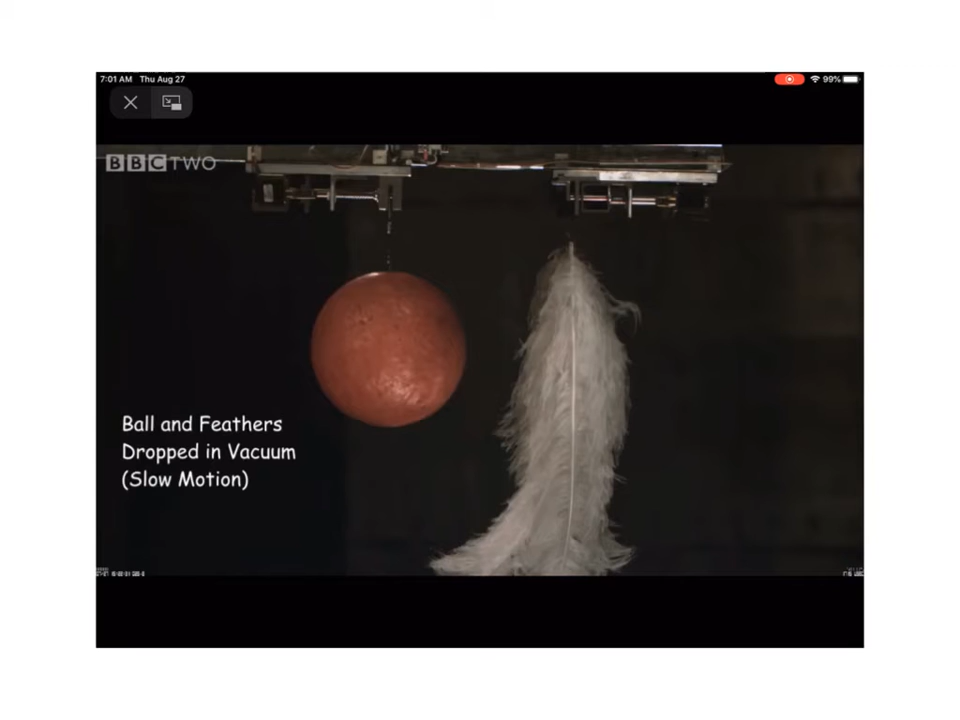 7:01 AM Thu Aug 27
99%
BBC TWO
Ball and Feathers
Dropped in Vacuum
(Slow Motion)